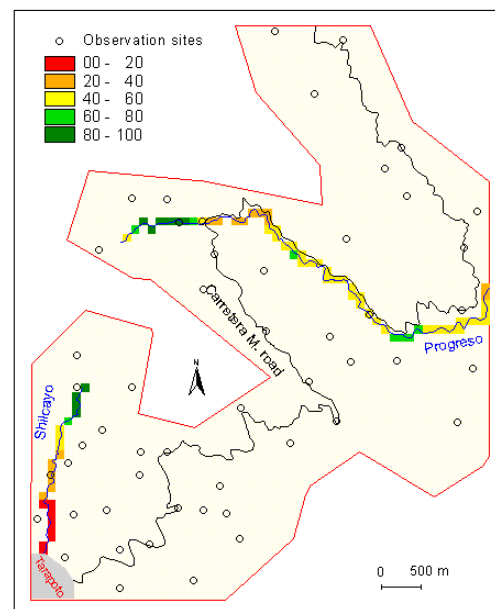 Observation sites
00 - 20
20 - 40
40 - 60
60 - 80
80 - 100
Carretera M. road
Progreso
N
Shilcayo
Tarapoto
0 500 m